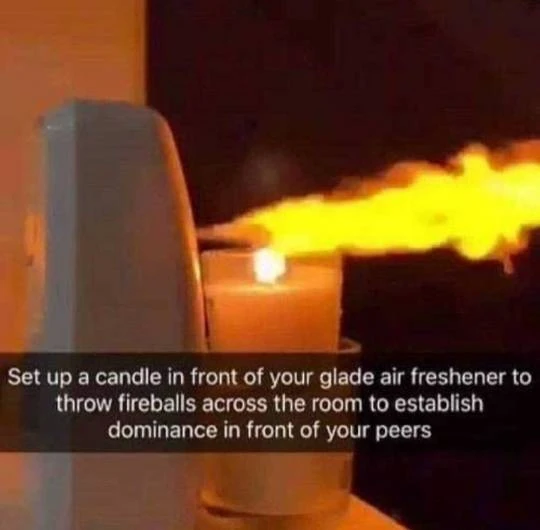 Set up a candle in front of your glade air freshener to
throw fireballs across the room to establish
dominance in front of your peers